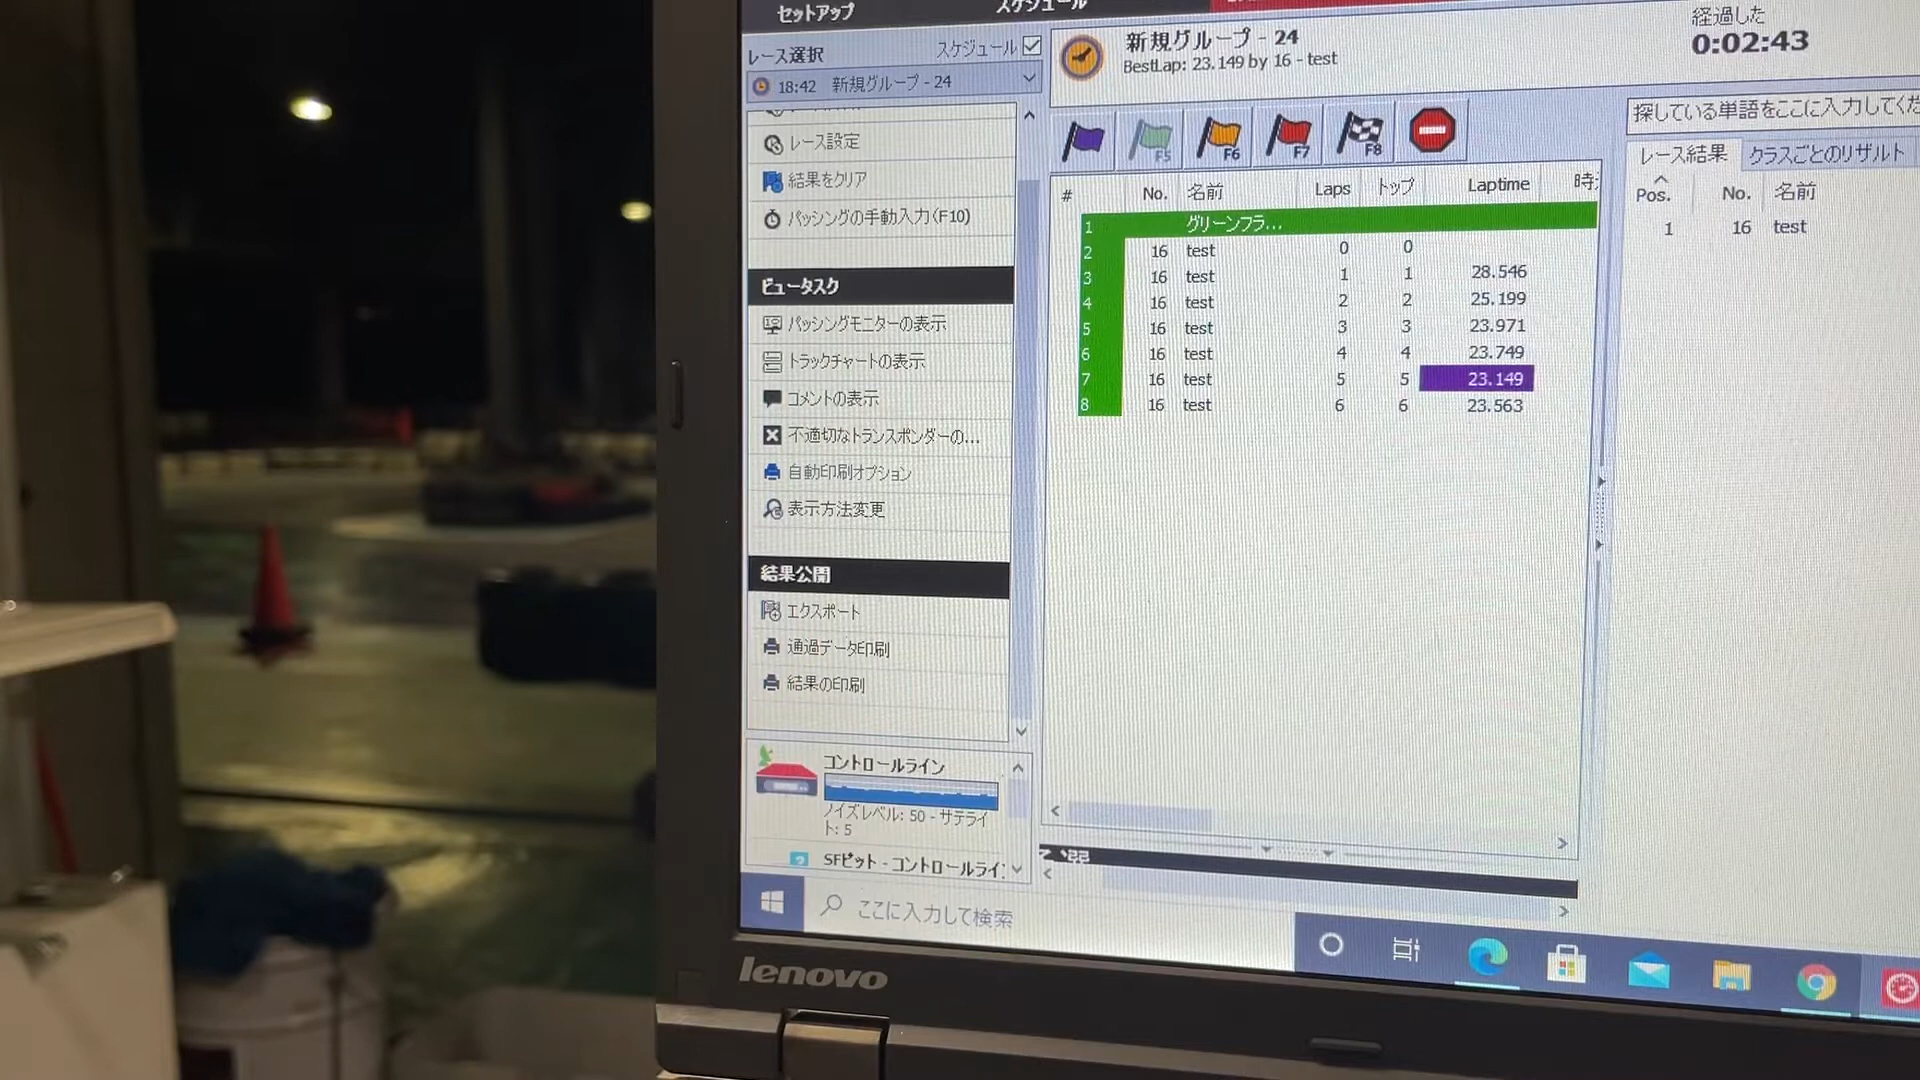 セットアップ
スケジュール
レース選択 スケジュール
18:42 新規グループ - 24
レース設定
結果をクリア
パッシングの手動入力(F10)
ビュータスク
パッシングモニターの表示
トラックチャートの表示
コメントの表示
不適切なトランスポンダーの...
自動印刷オプション
表示方法変更
結果公開
エクスポート
通過データ印刷
結果の印刷
コントロールライン
ノイズレベル: 50 - サテライ
ト: 5
SFピット - コントロールライ
新規グループ - 24
BestLap: 23.149 by 16 - test
経過した
0:02:43
F5 F6 F7 F8
# No. 名前 Laps トップ Laptime
1 グリーンフラ...
2 16 test 0 0
3 16 test 1 1 28.546
4 16 test 2 2 25.199
5 16 test 3 3 23.971
6 16 test 4 4 23.749
7 16 test 5 5 23.149
8 16 test 6 6 23.563
探している単語をここに入力してくだ
レース結果 クラスごとのリザルト
Pos. No. 名前
1 16 test
ここに入力して検索
lenovo